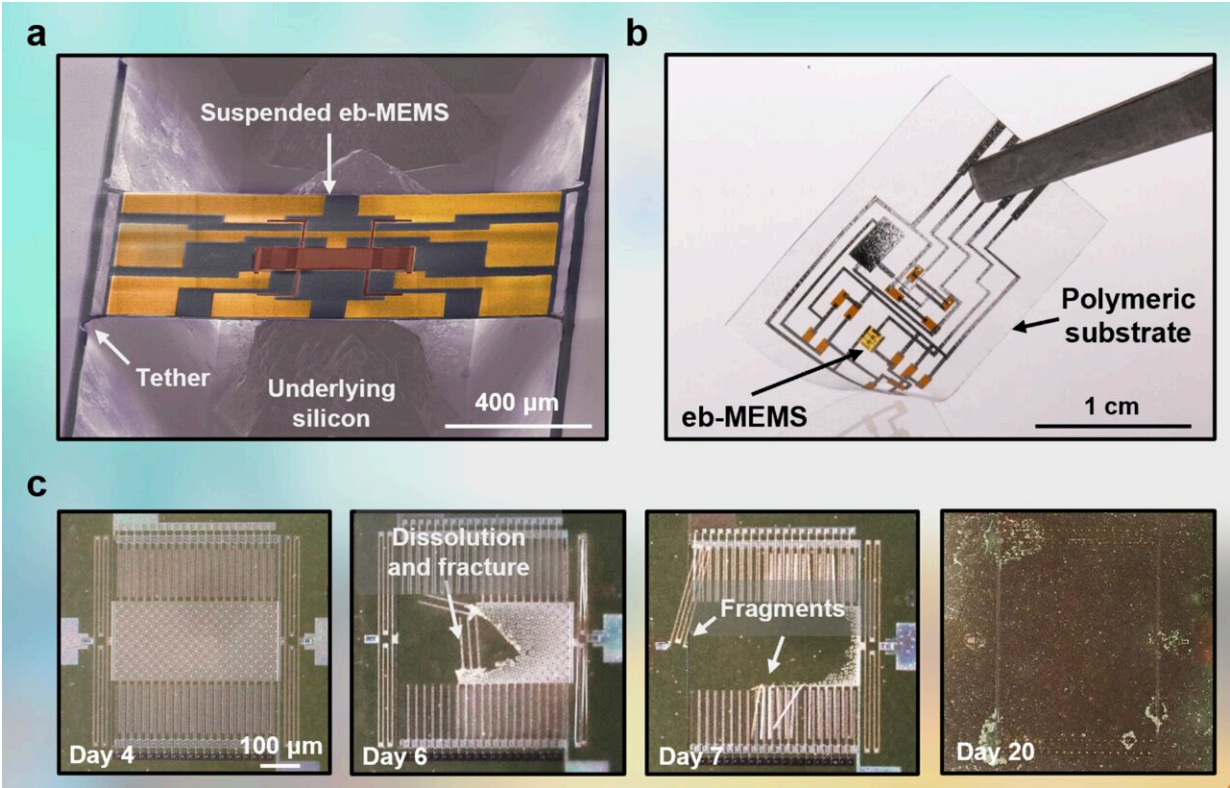 a
Suspended eb-MEMS
Tether
Underlying
silicon
400 μm
b
Polymeric
substrate
eb-MEMS
1 cm
c
Day 4
100 μm
Dissolution
and fracture
Day 6
Fragments
Day 7
Day 20